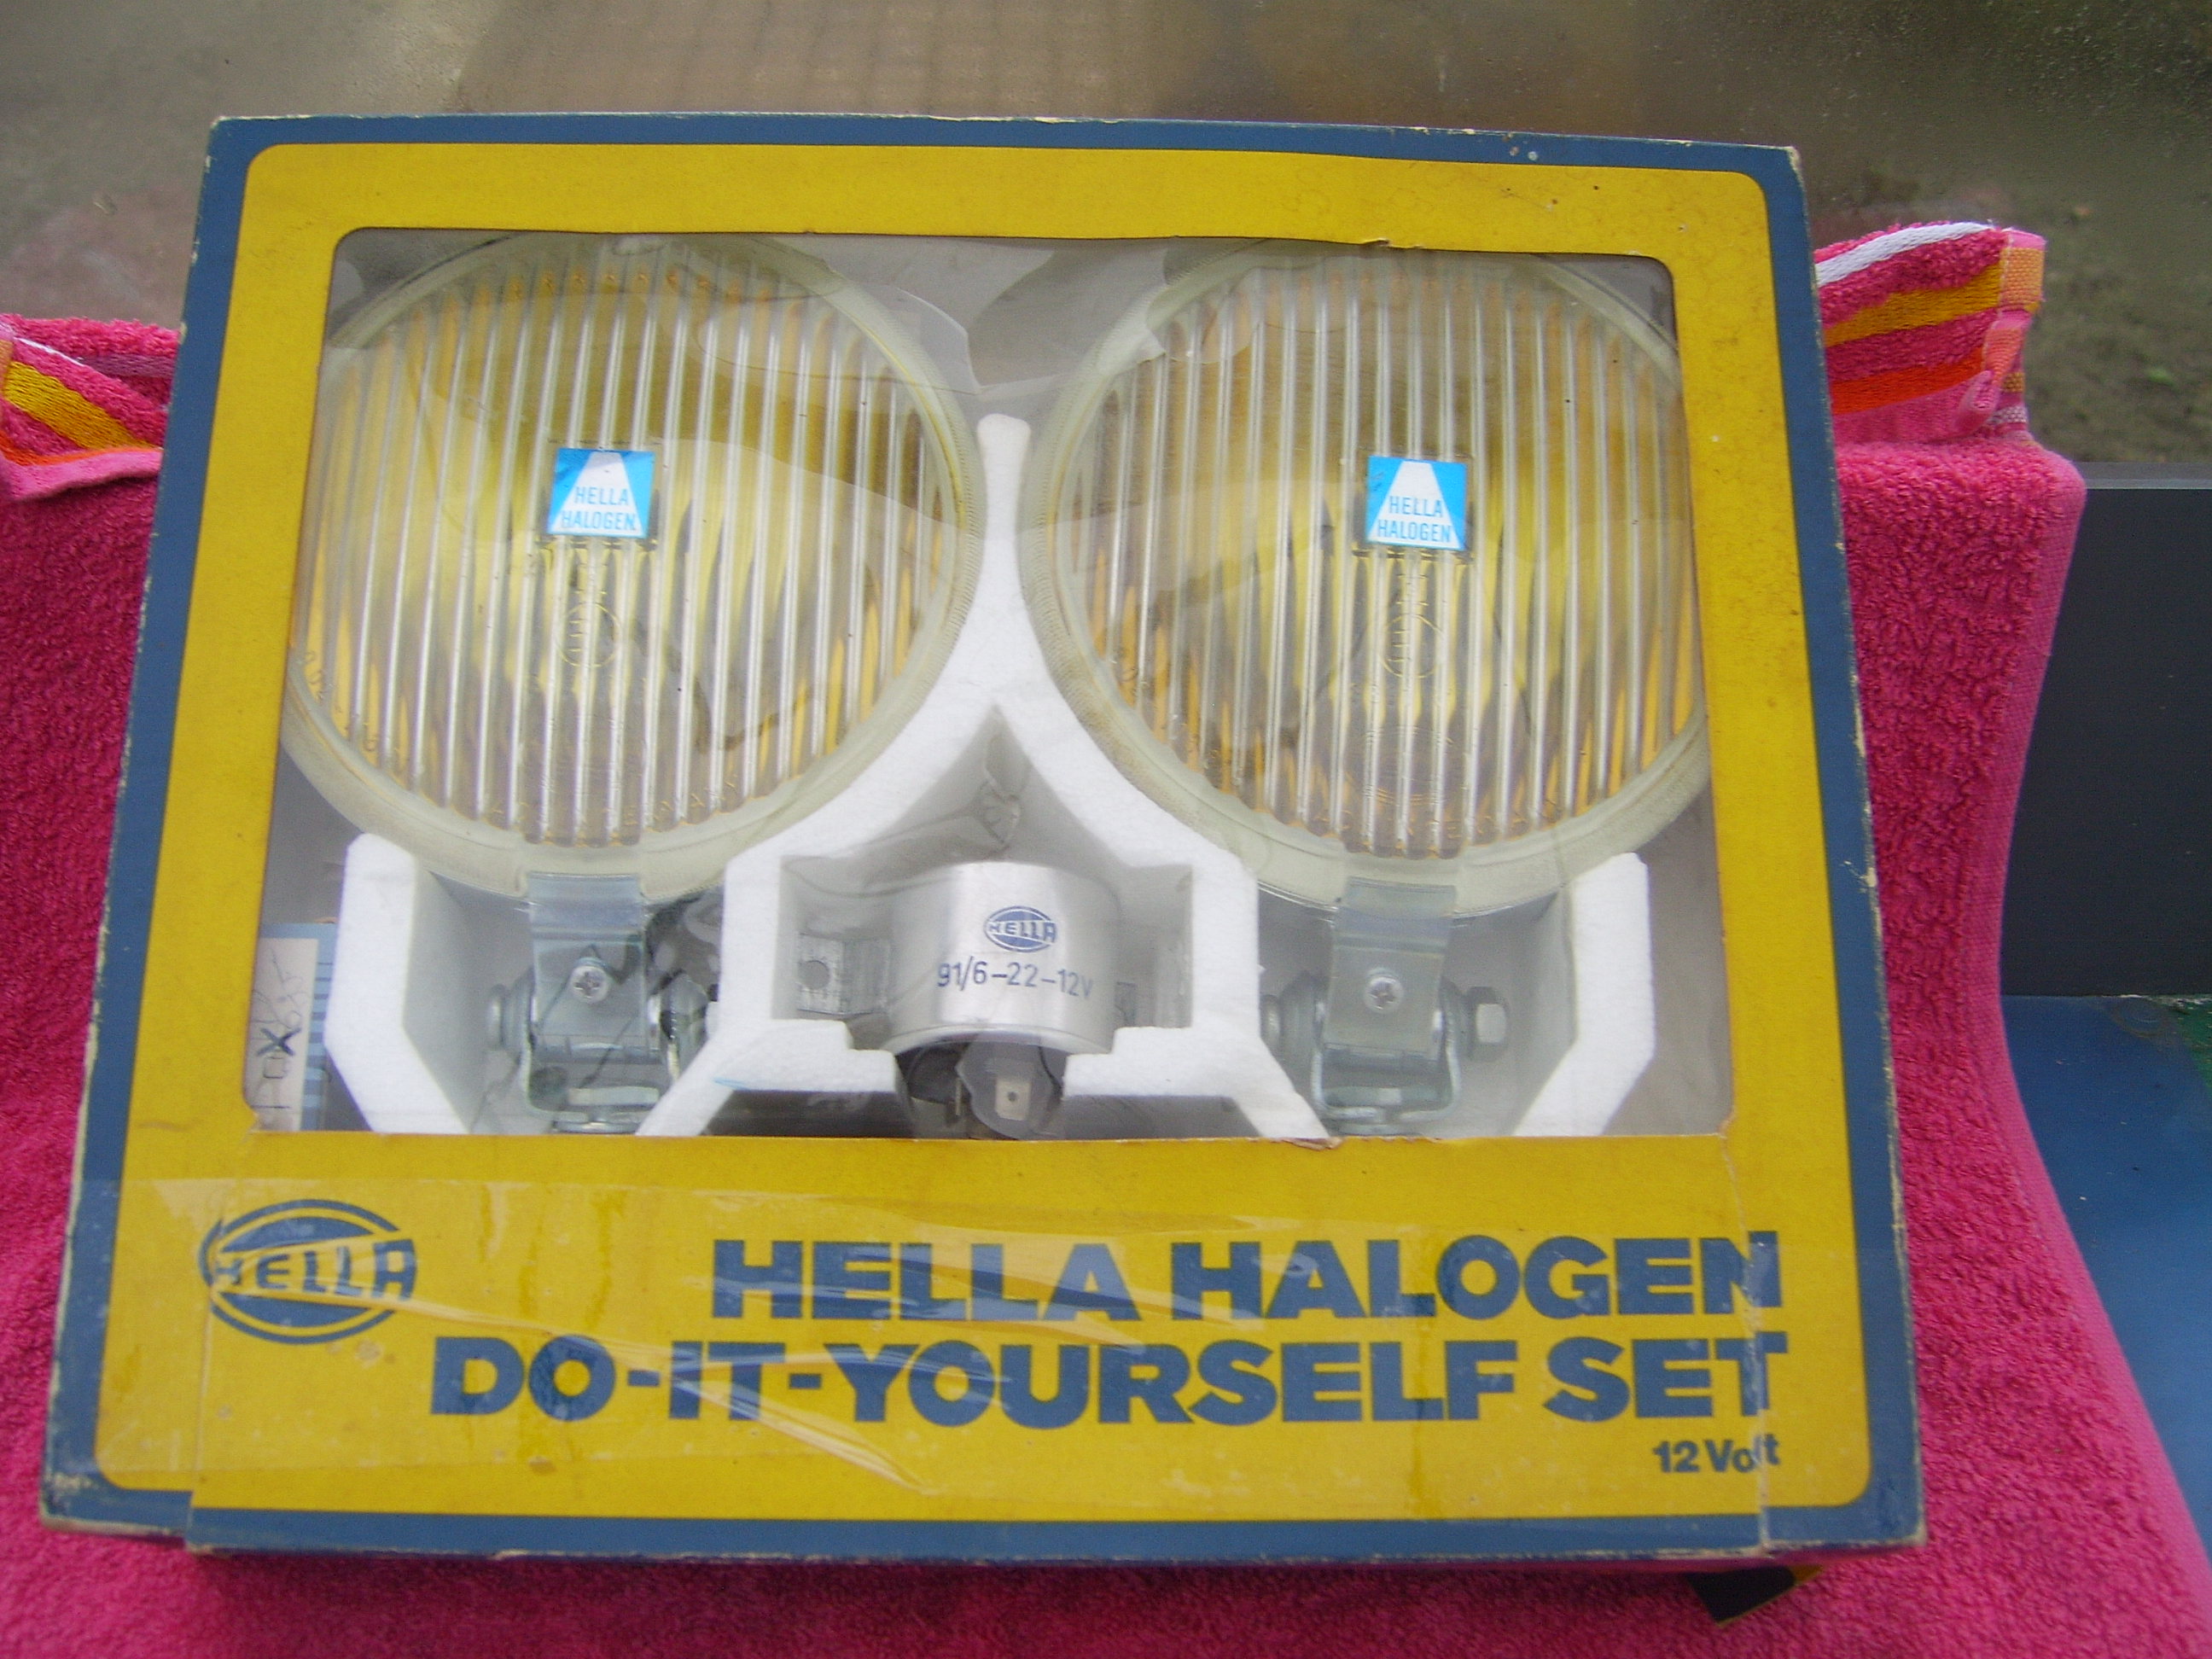 HELLA
HALOGEN
HELLA
HALOGEN
HELLA
91/6-22-12V
HELLA
HELLA HALOGEN
DO-IT-YOURSELF SET
12 Volt